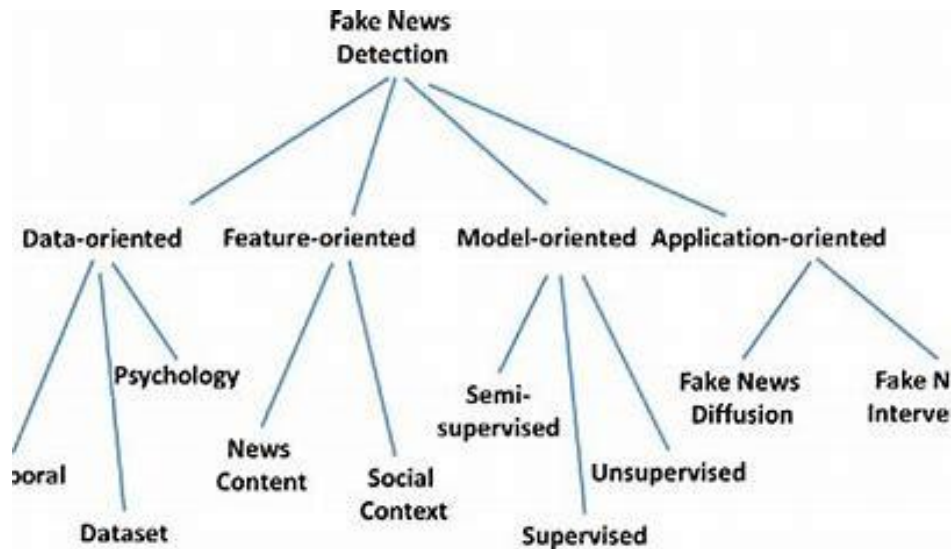 Fake News
Detection
Data-oriented
Feature-oriented
Model-oriented
Application-oriented
Psychology
Dataset
News
Content
Social
Context
Semi-
supervised
Supervised
Unsupervised
Fake News
Diffusion
Fake